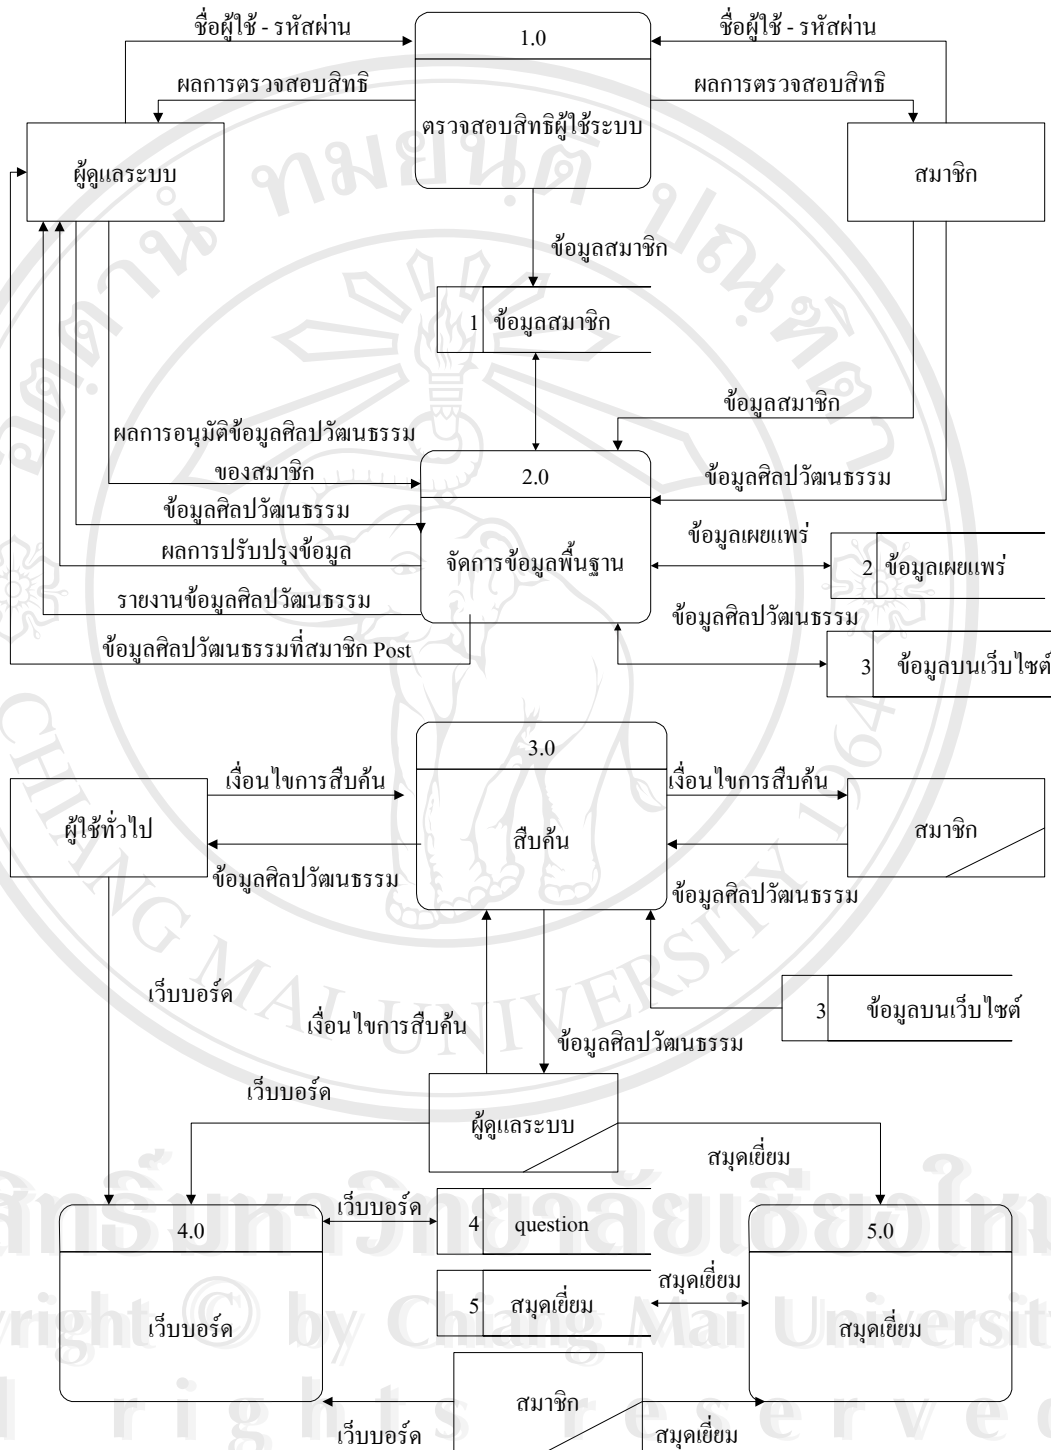 ชื่อผู้ใช้ - รหัสผ่าน
1.0
ชื่อผู้ใช้ - รหัสผ่าน
ผลการตรวจสอบสิทธิ
ผลการตรวจสอบสิทธิ
ตรวจสอบสิทธิผู้ใช้ระบบ
ผู้ดูแลระบบ
สมาชิก
ข้อมูลสมาชิก
1 ข้อมูลสมาชิก
ข้อมูลสมาชิก
ผลการอนุมัติข้อมูลศิลปวัฒนธรรม
ของสมาชิก
2.0
ข้อมูลศิลปวัฒนธรรม
ข้อมูลศิลปวัฒนธรรม
ข้อมูลเผยแพร่
ผลการปรับปรุงข้อมูล
จัดการข้อมูลพื้นฐาน
2 ข้อมูลเผยแพร่
รายงานข้อมูลศิลปวัฒนธรรม
ข้อมูลศิลปวัฒนธรรม
ข้อมูลศิลปวัฒนธรรมที่สมาชิก Post
3 ข้อมูลบนเว็บไซต์
3.0
เงื่อนไขการสืบค้น
เงื่อนไขการสืบค้น
ผู้ใช้ทั่วไป
สืบค้น
สมาชิก
ข้อมูลศิลปวัฒนธรรม
ข้อมูลศิลปวัฒนธรรม
เว็บบอร์ด
3 ข้อมูลบนเว็บไซต์
เงื่อนไขการสืบค้น
ข้อมูลศิลปวัฒนธรรม
เว็บบอร์ด
ผู้ดูแลระบบ
สมุดเยี่ยม
4.0
เว็บบอร์ด
4 question
5.0
5 สมุดเยี่ยม
สมุดเยี่ยม
เว็บบอร์ด
สมุดเยี่ยม
สมาชิก
เว็บบอร์ด
สมุดเยี่ยม
CHIANG MAI UNIVERSITY 1964
yright © by Chiang Mai Universit
rights reserve